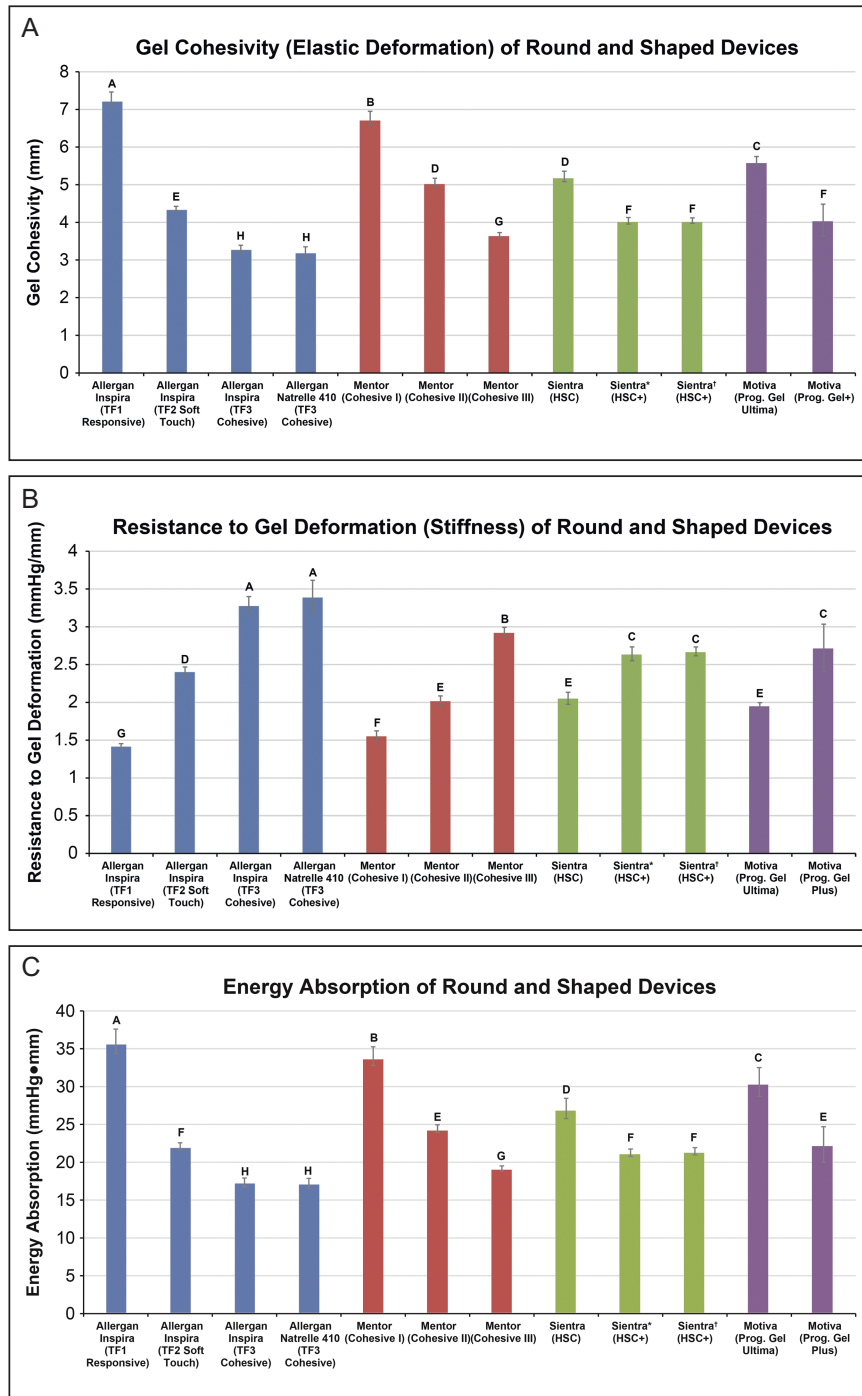 A
Gel Cohesivity (Elastic Deformation) of Round and Shaped Devices
Gel Cohesivity (mm)
8
7
6
5
4
3
2
1
0
A
E
H
H
B
D
G
D
F
F
C
F
Allergan
Inspira
(TF1
Responsive)
Allergan
Inspira
(TF2 Soft
Touch)
Allergan
Inspira
(TF3
Cohesive)
Allergan
Natrelle 410
(TF3
Cohesive)
Mentor
(Cohesive I)
Mentor
(Cohesive II)
Mentor
(Cohesive III)
Sientra
(HSC)
Sientra*
(HSC+)
Sientra†
(HSC+)
Motiva
(Prog. Gel
Ultima)
Motiva
(Prog. Gel+)
B
Resistance to Gel Deformation (Stiffness) of Round and Shaped Devices
Resistance to Gel Deformation (mmHg/mm)
4
3.5
3
2.5
2
1.5
1
0.5
0
G
D
A
A
F
E
B
E
C
C
E
C
Allergan
Inspira
(TF1
Responsive)
Allergan
Inspira
(TF2 Soft
Touch)
Allergan
Inspira
(TF3
Cohesive)
Allergan
Natrelle 410
(TF3
Cohesive)
Mentor
(Cohesive I)
Mentor
(Cohesive II)
Mentor
(Cohesive III)
Sientra
(HSC)
Sientra*
(HSC+)
Sientra†
(HSC+)
Motiva
(Prog. Gel
Ultima)
Motiva
(Prog. Gel
Plus)
C
Energy Absorption of Round and Shaped Devices
Energy Absorption (mmHg●mm)
40
35
30
25
20
15
10
5
0
A
F
H
H
B
E
G
D
F
F
C
E
Allergan
Inspira
(TF1
Responsive)
Allergan
Inspira
(TF2 Soft
Touch)
Allergan
Inspira
(TF3
Cohesive)
Allergan
Natrelle 410
(TF3
Cohesive)
Mentor
(Cohesive I)
Mentor
(Cohesive II)
Mentor
(Cohesive III)
Sientra
(HSC)
Sientra*
(HSC+)
Sientra†
(HSC+)
Motiva
(Prog. Gel
Ultima)
Motiva
(Prog. Gel
Plus)